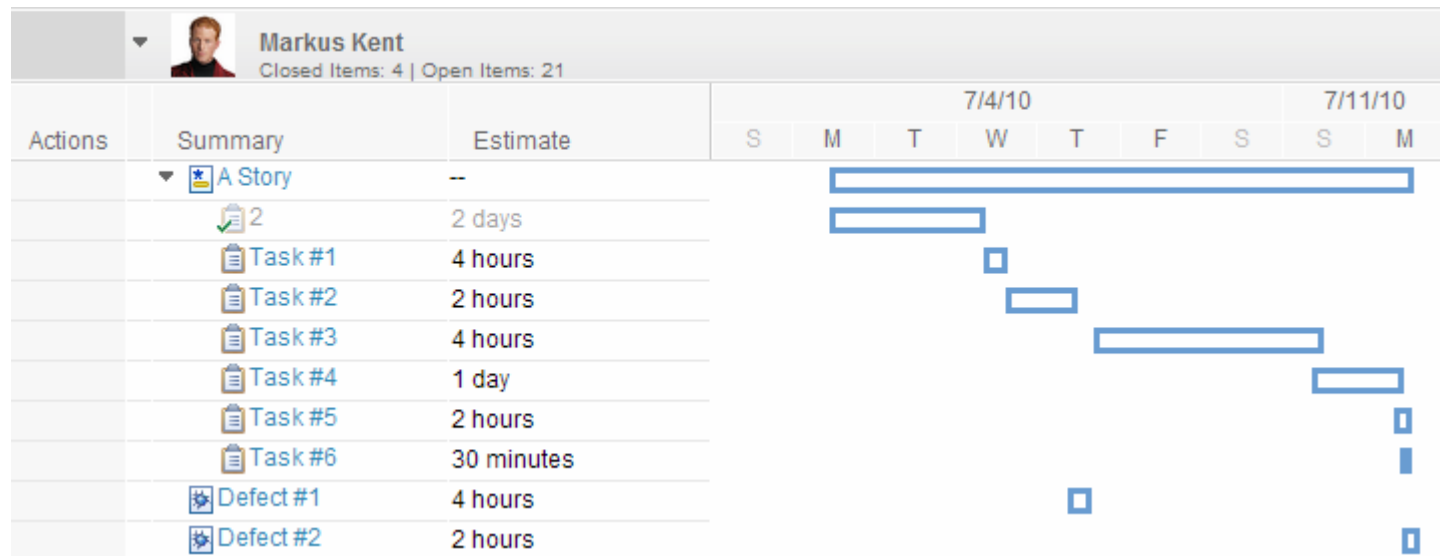 Markus Kent
Closed Items: 4 | Open Items: 21
7/4/10 7/11/10
Actions Summary Estimate S M T W T F S S M
A Story --
2 2 days
Task #1 4 hours
Task #2 2 hours
Task #3 4 hours
Task #4 1 day
Task #5 2 hours
Task #6 30 minutes
Defect #1 4 hours
Defect #2 2 hours